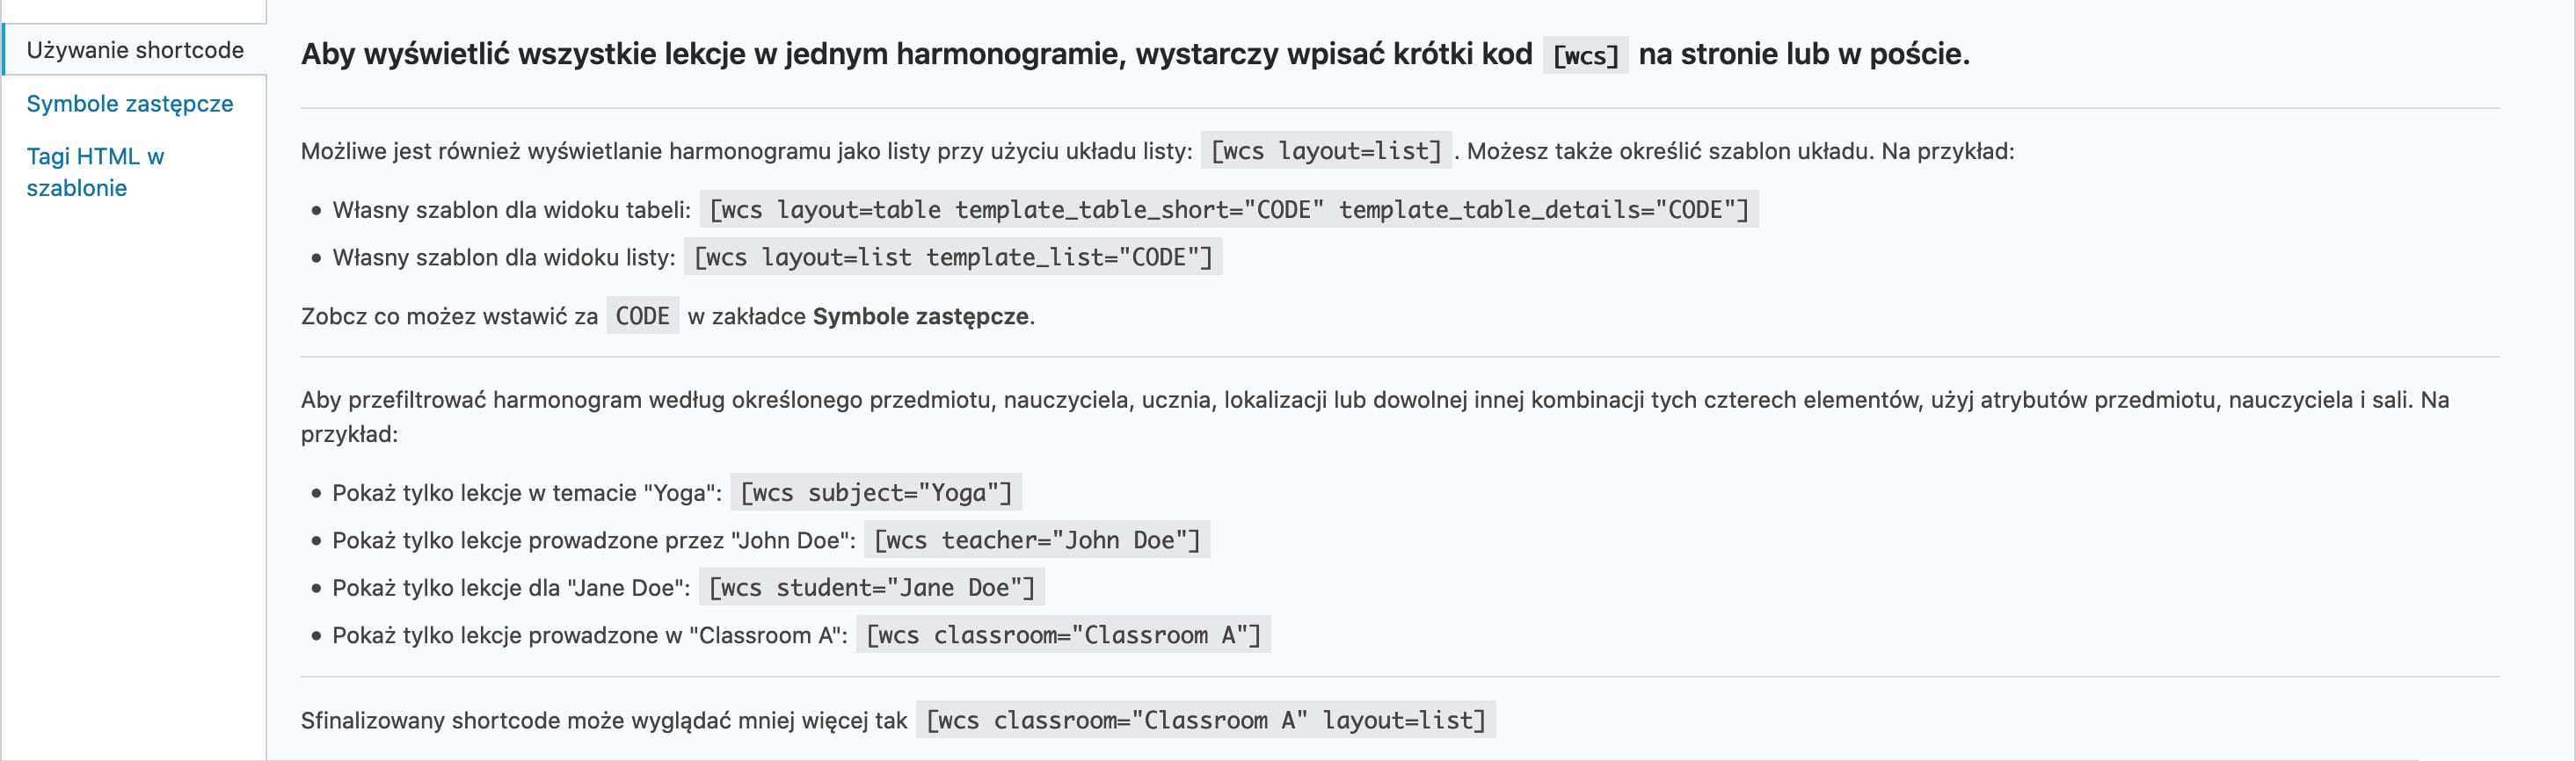 Używanie shortcode
Symbole zastępcze
Tagi HTML w
szablonie
Aby wyświetlić wszystkie lekcje w jednym harmonogramie, wystarczy wpisać krótki kod [wcs] na stronie lub w poście.
Możliwe jest również wyświetlanie harmonogramu jako listy przy użyciu układu listy: [wcs layout=list] . Możesz także określić szablon układu. Na przykład:
• Własny szablon dla widoku tabeli: [wcs layout=table template_table_short="CODE" template_table_details="CODE"]
• Własny szablon dla widoku listy: [wcs layout=list template_list="CODE"]
Zobcz co możez wstawić za CODE w zakładce Symbole zastępcze.
Aby przefiltrować harmonogram według określonego przedmiotu, nauczyciela, ucznia, lokalizacji lub dowolnej innej kombinacji tych czterech elementów, użyj atrybutów przedmiotu, nauczyciela i sali. Na
przykład:
• Pokaż tylko lekcje w temacie "Yoga": [wcs subject="Yoga"]
• Pokaż tylko lekcje prowadzone przez "John Doe": [wcs teacher="John Doe"]
• Pokaż tylko lekcje dla "Jane Doe": [wcs student="Jane Doe"]
• Pokaż tylko lekcje prowadzone w "Classroom A": [wcs classroom="Classroom A"]
Sfinalizowany shortcode może wyglądać mniej więcej tak [wcs classroom="Classroom A" layout=list]